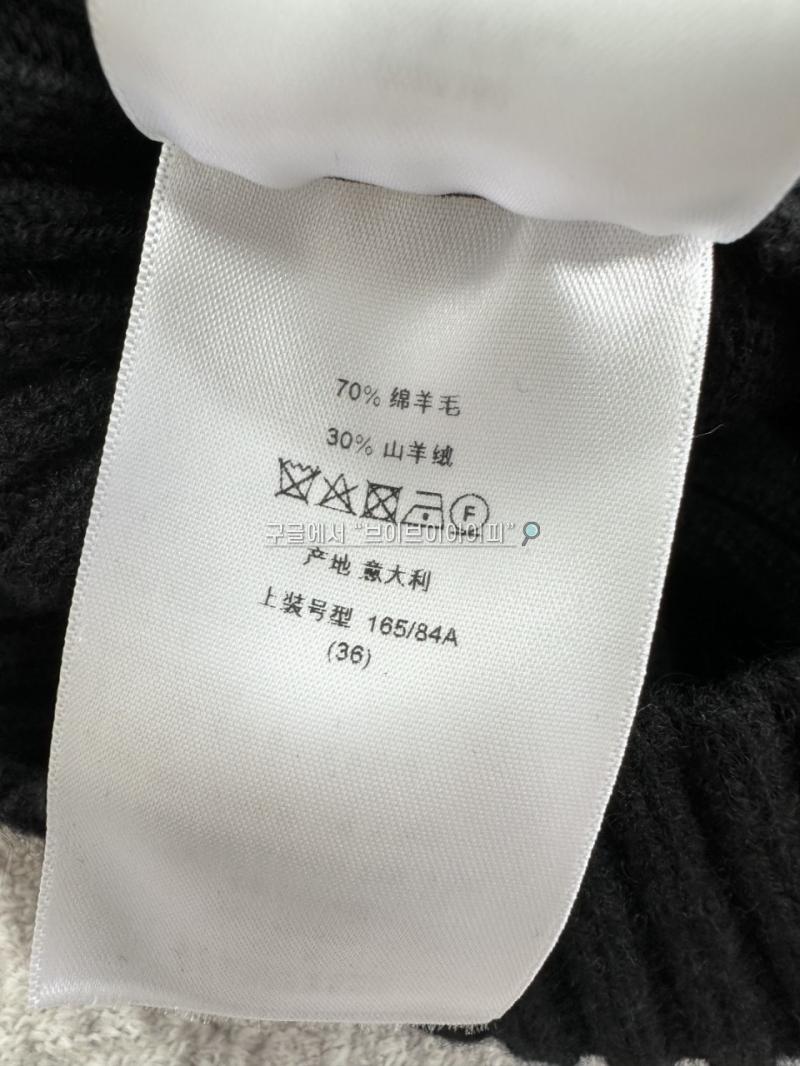 70% 绵羊毛
30% 山羊绒
F
구글에서 “브이브이아이피”
产地 意大利
上装号型 165/84A
(36)